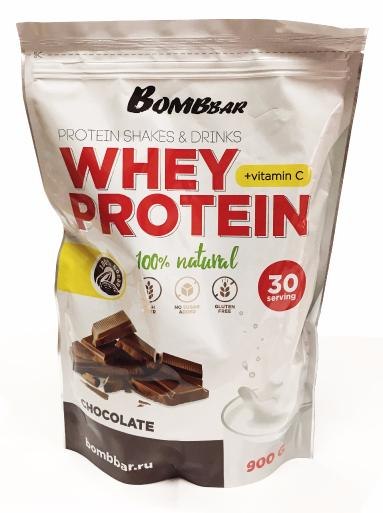 BOMBBAR
PROTEIN SHAKES & DRINKS
WHEY
+vitamin C
PROTEIN
100% natural
30
serving
NO SUGAR
ADDED
GLUTEN
FREE
CHOCOLATE
bombbar.ru
900 G